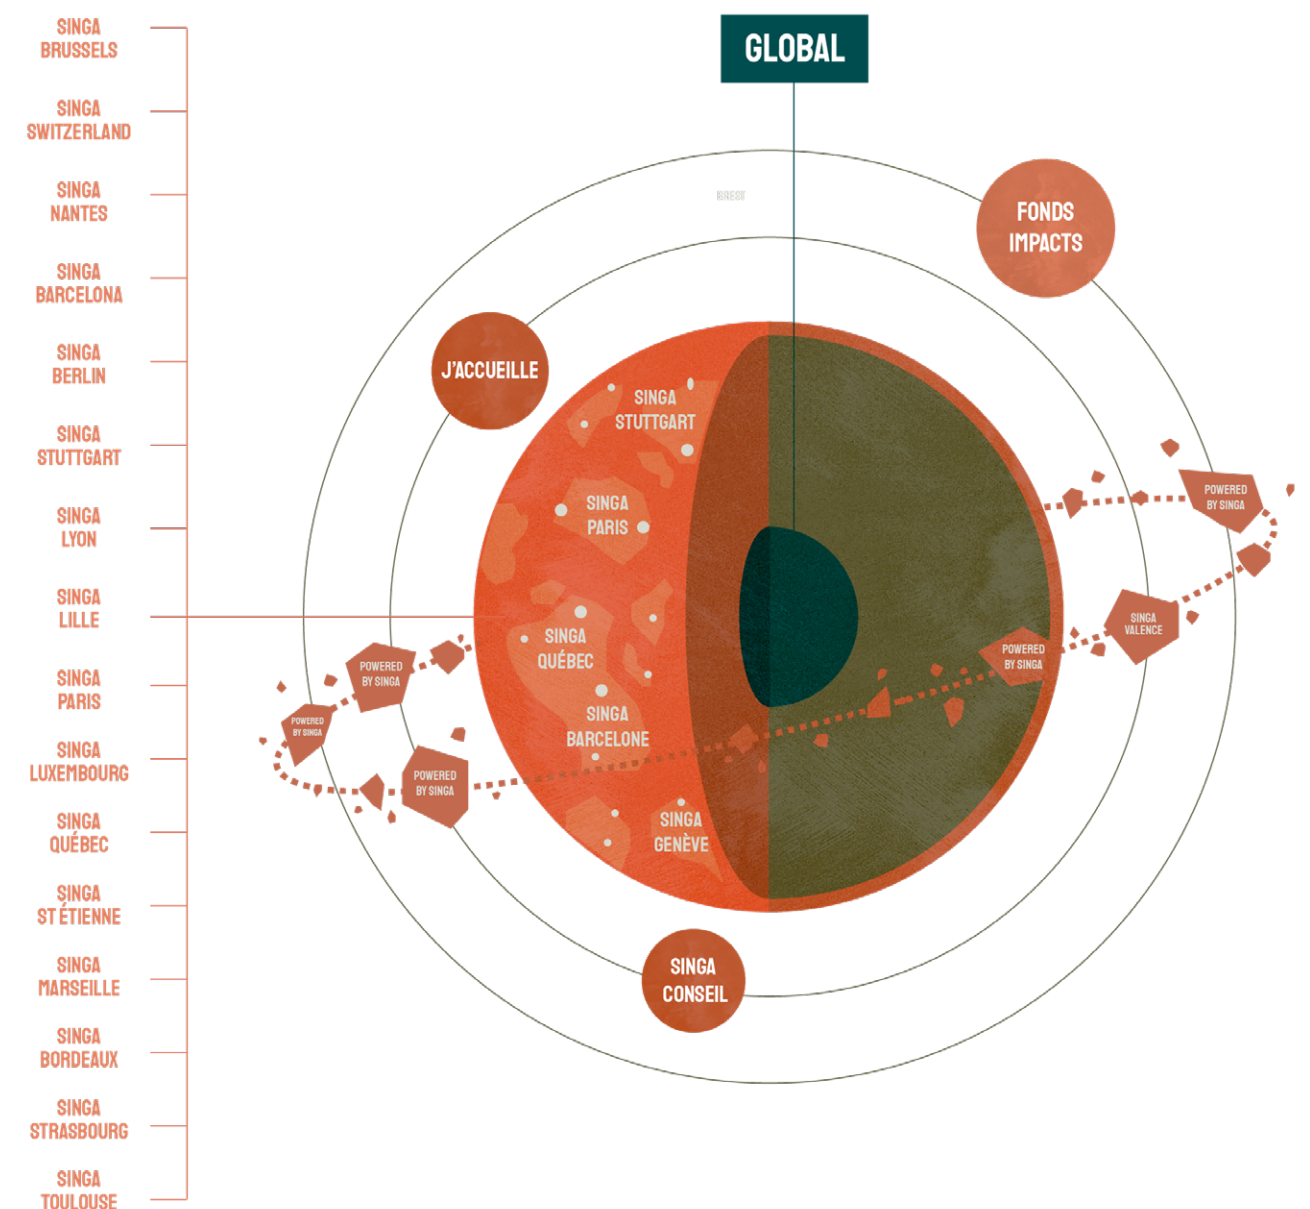 SINGA
BRUSSELS
SINGA
SWITZERLAND
SINGA
NANTES
SINGA
BARCELONA
SINGA
BERLIN
SINGA
STUTTGART
SINGA
LYON
SINGA
LILLE
SINGA
PARIS
SINGA
LUXEMBOURG
SINGA
QUÉBEC
SINGA
ST ÉTIENNE
SINGA
MARSEILLE
SINGA
BORDEAUX
SINGA
STRASBOURG
SINGA
TOULOUSE
GLOBAL
FONDS
IMPACTS
J'ACCUEILLE
SINGA
STUTTGART
SINGA
PARIS
SINGA
QUÉBEC
SINGA
BARCELONE
SINGA
GENÈVE
POWERED
BY SINGA
SINGA
VALENCE
POWERED
BY SINGA
POWERED
BY SINGA
POWERED
BY SINGA
POWERED
BY SINGA
SINGA
CONSEIL